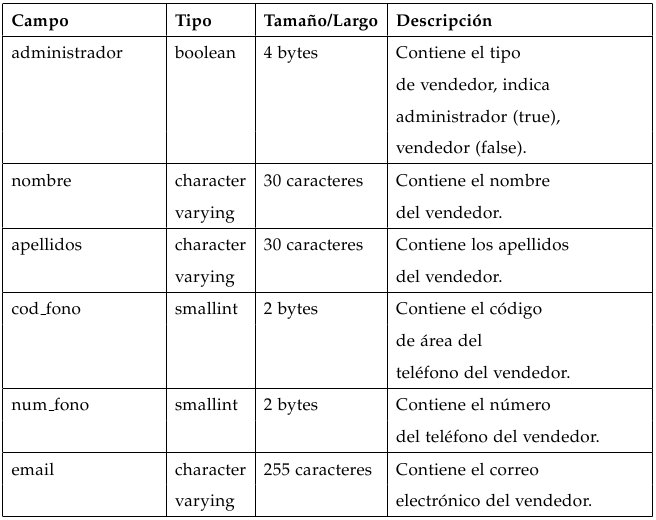 Campo Tipo Tamaño/Largo Descripción
administrador boolean 4 bytes Contiene el tipo
de vendedor, indica
administrador (true),
vendedor (false).
nombre character 30 caracteres Contiene el nombre
varying del vendedor.
apellidos character 30 caracteres Contiene los apellidos
varying del vendedor.
cod_fono smallint 2 bytes Contiene el código
de área del
teléfono del vendedor.
num_fono smallint 2 bytes Contiene el número
del teléfono del vendedor.
email character 255 caracteres Contiene el correo
varying electrónico del vendedor.